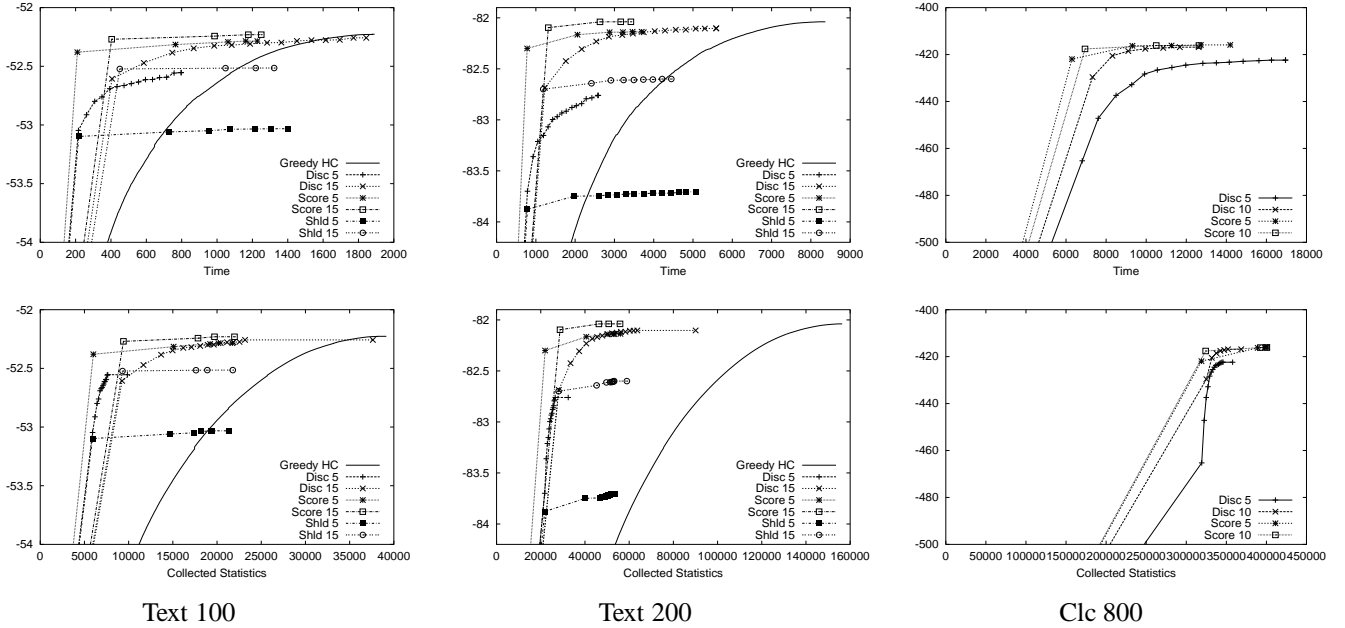 -52
-52.5
-53
-53.5
-54
0 200 400 600 800 1000 1200 1400 1600 1800 2000
Time
Greedy HC
Disc 5
Disc 15
Score 5
Score 15
Shld 5
Shld 15
-82
-82.5
-83
-83.5
-84
0 1000 2000 3000 4000 5000 6000 7000 8000 9000
Time
Greedy HC
Disc 5
Disc 15
Score 5
Score 15
Shld 5
Shld 15
-400
-420
-440
-460
-480
-500
0 2000 4000 6000 8000 10000 12000 14000 16000 18000
Time
Disc 5
Disc 10
Score 5
Score 10
-52
-52.5
-53
-53.5
-54
0 5000 10000 15000 20000 25000 30000 35000 40000
Collected Statistics
Greedy HC
Disc 5
Disc 15
Score 5
Score 15
Shld 5
Shld 15
-82
-82.5
-83
-83.5
-84
0 20000 40000 60000 80000 100000 120000 140000 160000
Collected Statistics
Greedy HC
Disc 5
Disc 15
Score 5
Score 15
Shld 5
Shld 15
-400
-420
-440
-460
-480
-500
0 50000 100000 150000 200000 250000 300000 350000 400000 450000
Collected Statistics
Disc 5
Disc 10
Score 5
Score 10
Text 100
Text 200
Clc 800